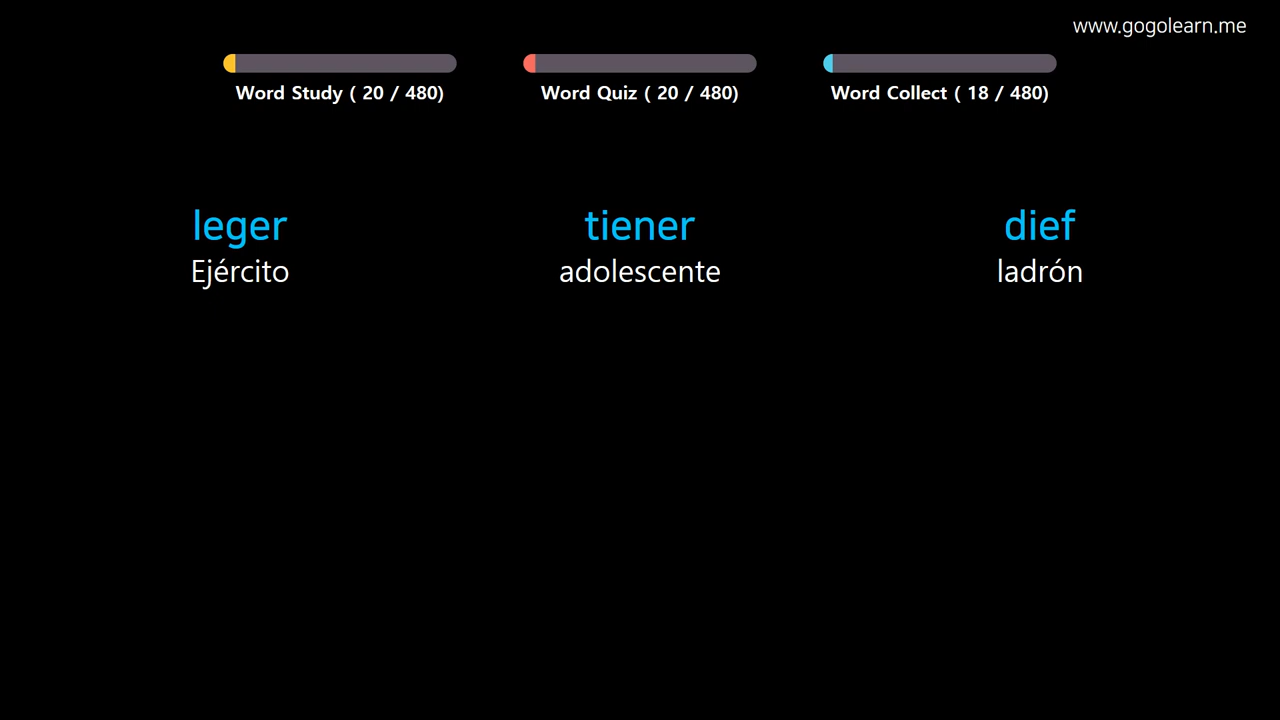 www.gogolearn.me
Word Study ( 20 / 480)
Word Quiz ( 20 / 480)
Word Collect ( 18 / 480)
leger
Ejército
tiener
adolescente
dief
ladrón